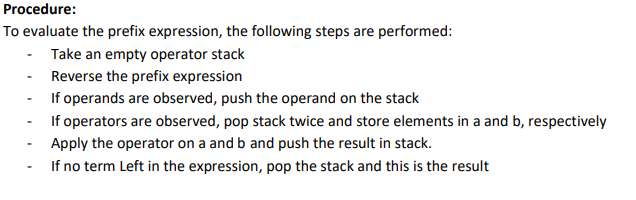 Procedure:
To evaluate the prefix expression, the following steps are performed:
- Take an empty operator stack
- Reverse the prefix expression
- If operands are observed, push the operand on the stack
- If operators are observed, pop stack twice and store elements in a and b, respectively
- Apply the operator on a and b and push the result in stack.
- If no term Left in the expression, pop the stack and this is the result